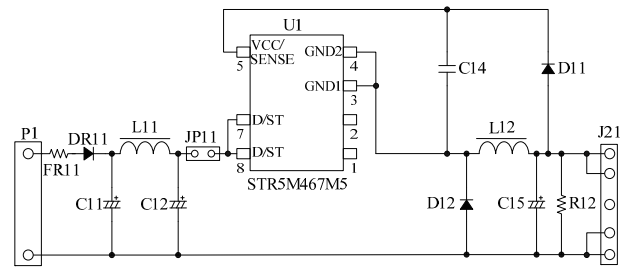 U1
VCC/
SENSE
5
GND2
4
GND1
3
C14
D11
P1
DR11
L11
JP11
D/ST
7
2
L12
J21
FR11
D/ST
8
1
STR5M467M5
C11
C12
D12
C15
R12